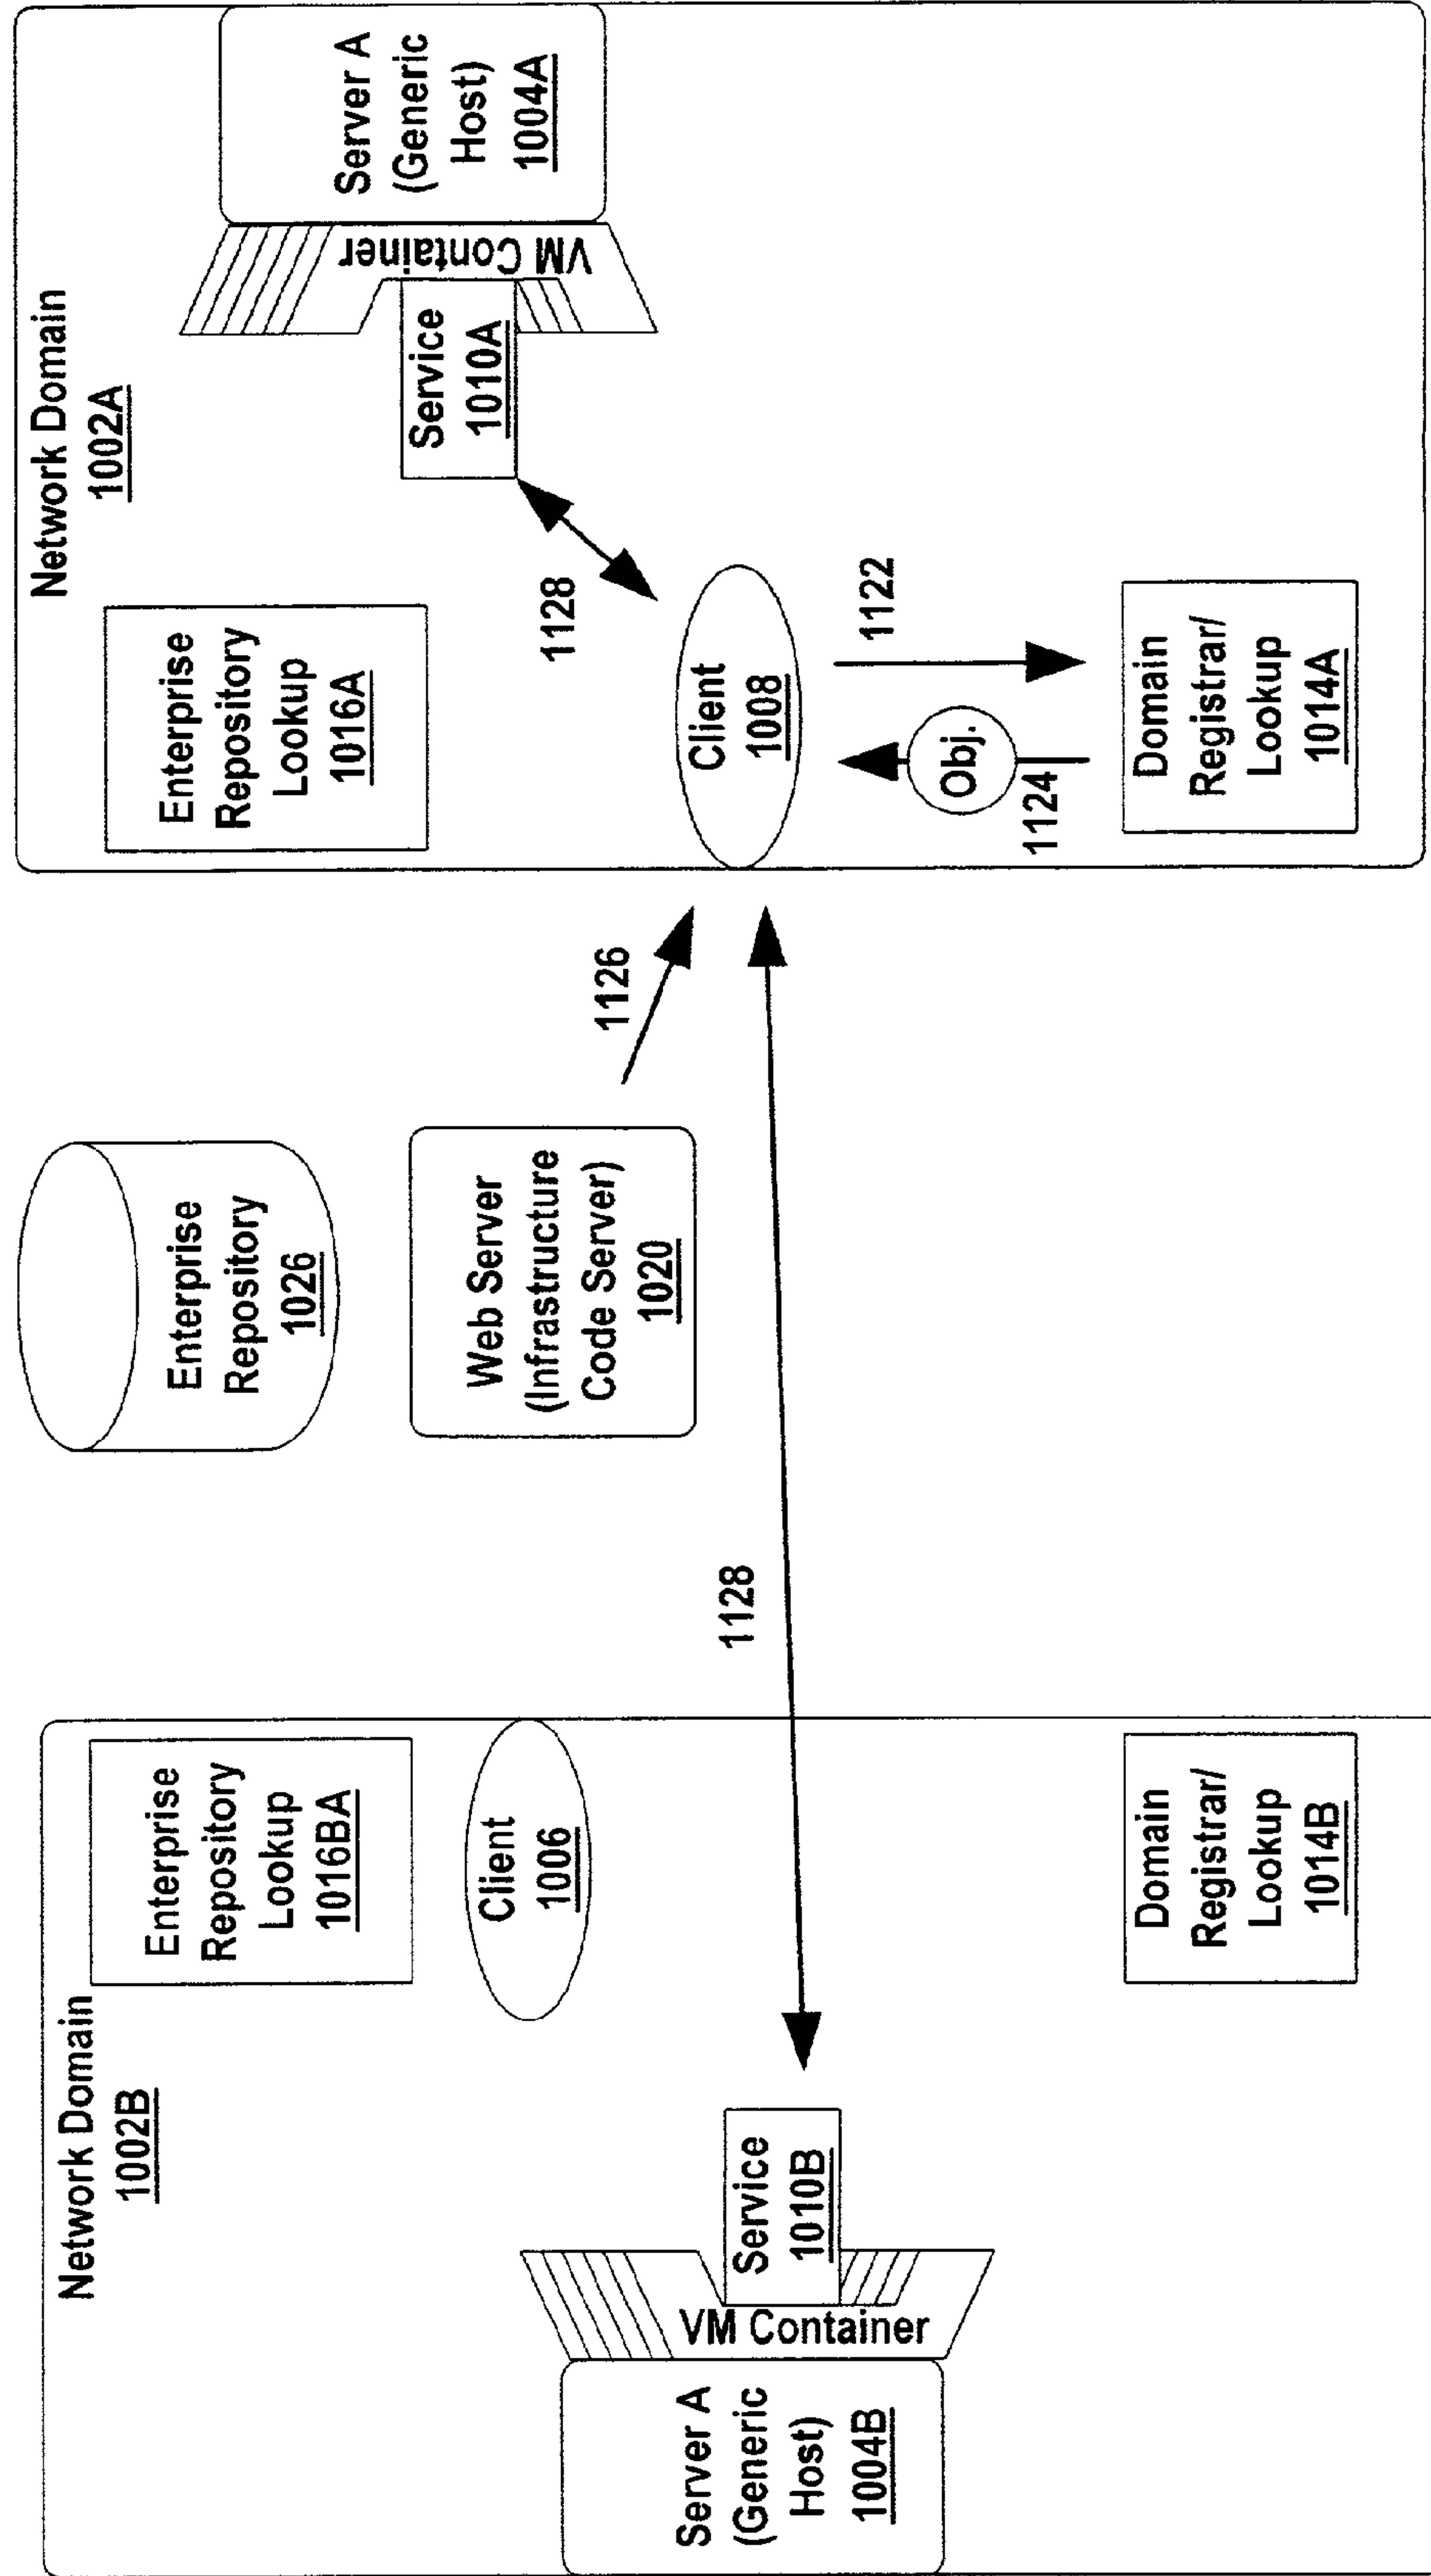 Network Domain
1002B
Enterprise
Repository
Lookup
1016BA
Client
1006
Server A
(Generic
Host)
1004B
VM Container
Service
1010B
Domain
Registrar/
Lookup
1014B
1128
Enterprise
Repository
1026
Web Server
(Infrastructure
Code Server)
1020
1126
Network Domain
1002A
Enterprise
Repository
Lookup
1016A
Server A
(Generic
Host)
1004A
VM Container
Service
1010A
1128
Client
1008
1122
Obj.
1124
Domain
Registrar/
Lookup
1014A